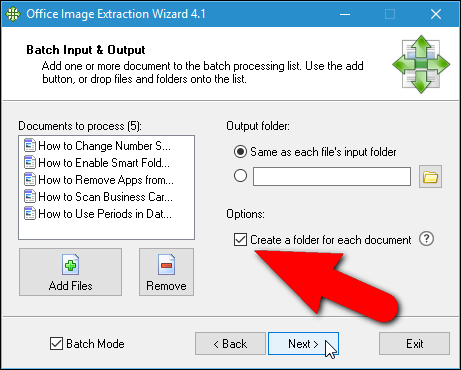 Office Image Extraction Wizard 4.1
Batch Input & Output
Add one or more document to the batch processing list. Use the add
button, or drop files and folders onto the list.
Documents to process (5):
How to Change Number S...
How to Enable Smart Fold...
How to Remove Apps from...
How to Scan Business Car...
How to Use Periods in Dat...
Add Files
Remove
Output folder:
Same as each file's input folder
Options:
Create a folder for each document
?
Batch Mode
< Back
Next >
Exit